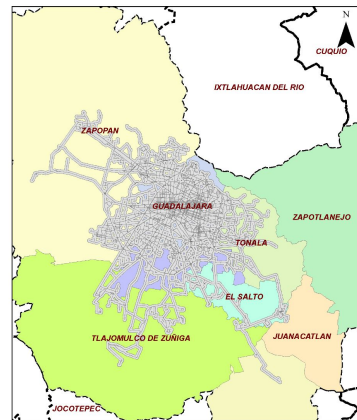 N
CUQUIO
IXTLAHUACAN DEL RIO
ZAPOPAN
GUADALAJARA
ZAPOTLANEJO
TONALA
EL SALTO
JUANACATLAN
TLAJOMULCO DE ZUÑIGA
JOCOTEPEC